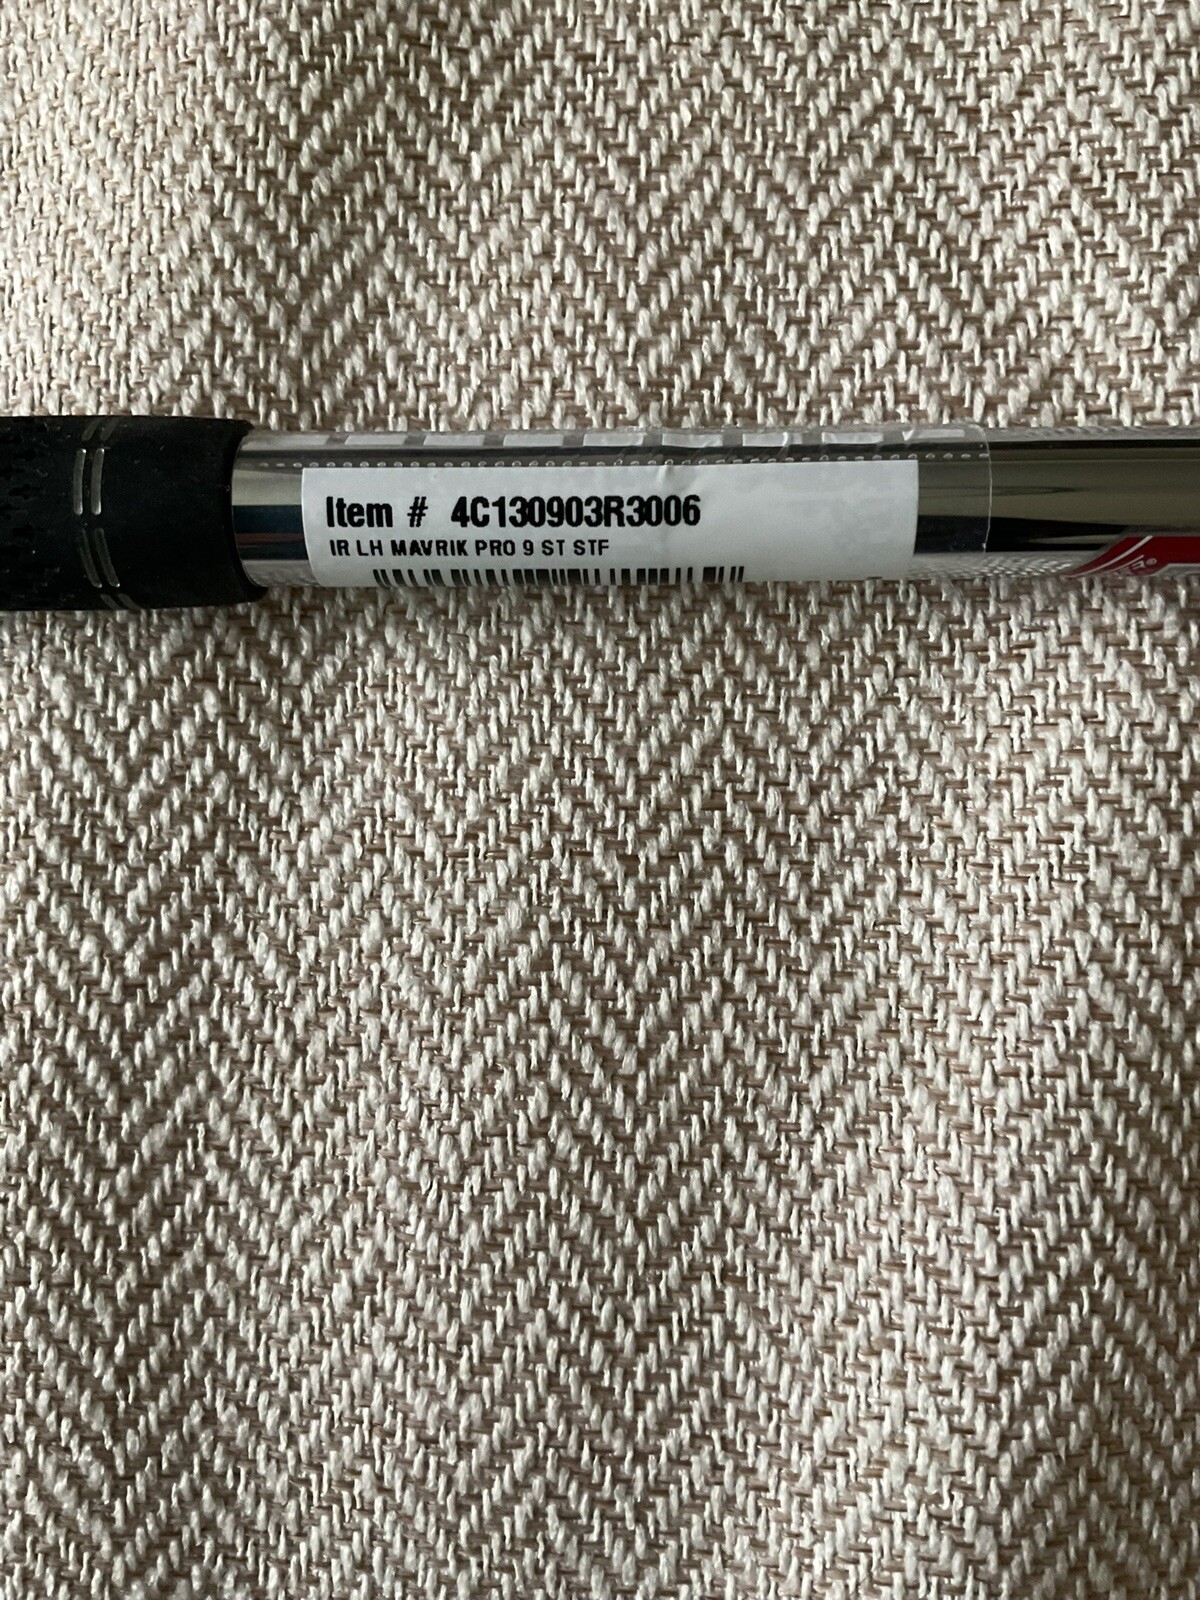 Item # 4C130903R3006
IR LH MAVRIK PRO 9 ST STF